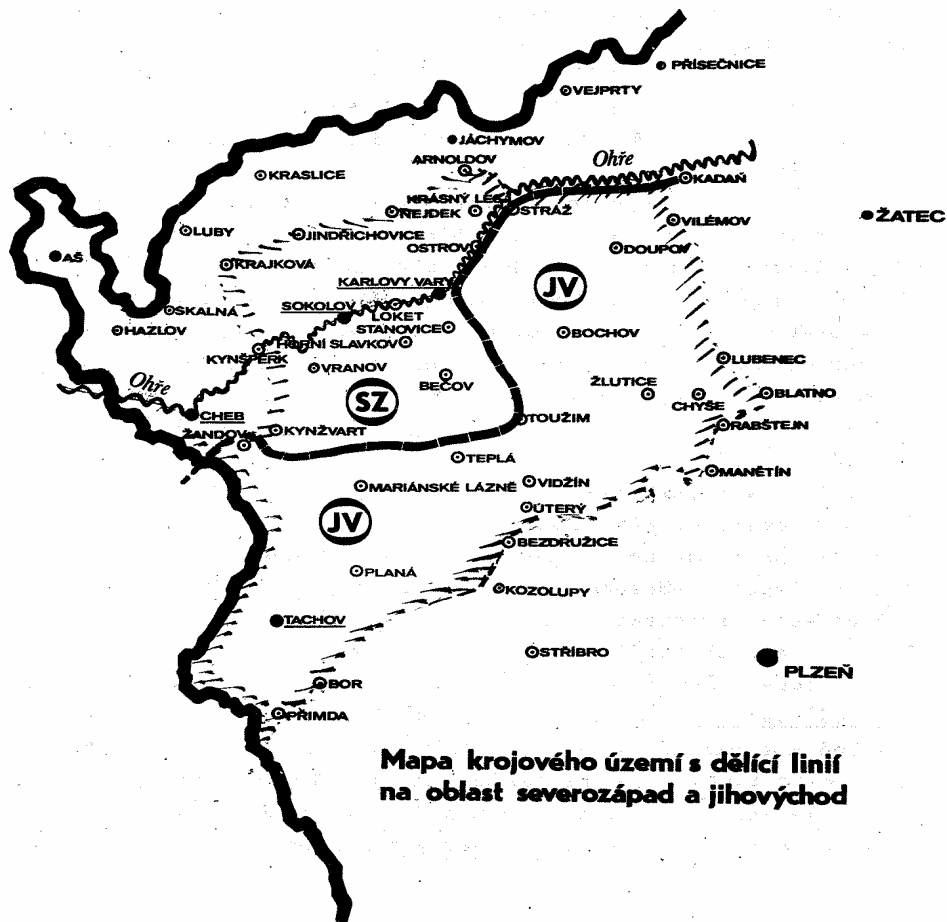 PŘÍSEČNICE
VEJPRTY
JÁCHYMOV
ARNOLDOV
Ohře
KRASLICE
KADAŇ
KRÁSNÝ LES
NEJDEK
STRÁŽ
ŽATEC
VILÉMOV
LUBY
JINDŘICHOVICE
OSTROV
DOUPOV
AŠ
KRAJKOVÁ
KARLOVY VARY
JV
SOKOLOV
SKALNÁ
LOKET
HAZLOV
STANOVICE
BOCHOV
HORNÍ SLAVKOV
KYNŠPERK
LUBENEC
VRANOV
Ohře
BEČOV
ŽLUTICE
BLATNO
SZ
CHYŠE
CHEB
TOUŽIM
RABŠTEJN
KYNŽVART
ŽANDOV
TEPLÁ
MANĚTÍN
MARIÁNSKÉ LÁZNĚ
VIDŽÍN
ÚTERÝ
JV
BEZDRUŽICE
PLANÁ
KOZOLUPY
TACHOV
STŘÍBRO
PLZEŇ
BOR
PŘIMDA
Mapa krojového území s dělící linií
na oblast severozápad a jihovýchod